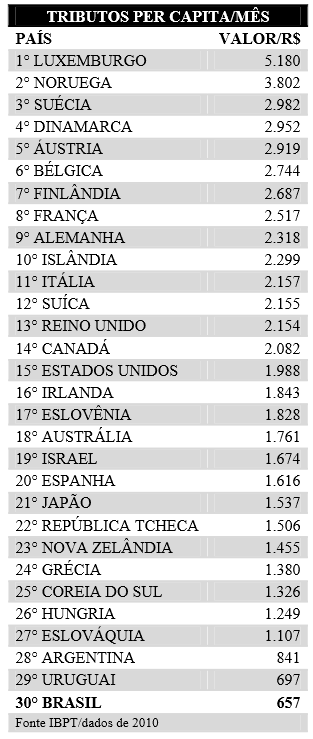 TRIBUTOS PER CAPITA/MÊS
PAÍS VALOR/R$
1° LUXEMBURGO 5.180
2° NORUEGA 3.802
3° SUÉCIA 2.982
4° DINAMARCA 2.952
5° ÁUSTRIA 2.919
6° BÉLGICA 2.744
7° FINLÂNDIA 2.687
8° FRANÇA 2.517
9° ALEMANHA 2.318
10° ISLÂNDIA 2.299
11° ITÁLIA 2.157
12° SUÍCA 2.155
13° REINO UNIDO 2.154
14° CANADÁ 2.082
15° ESTADOS UNIDOS 1.988
16° IRLANDA 1.843
17° ESLOVÊNIA 1.828
18° AUSTRÁLIA 1.761
19° ISRAEL 1.674
20° ESPANHA 1.616
21° JAPÃO 1.537
22° REPÚBLICA TCHECA 1.506
23° NOVA ZELÂNDIA 1.455
24° GRÉCIA 1.380
25° COREIA DO SUL 1.326
26° HUNGRIA 1.249
27° ESLOVÁQUIA 1.107
28° ARGENTINA 841
29° URUGUAI 697
30° BRASIL 657
Fonte IBPT/dados de 2010